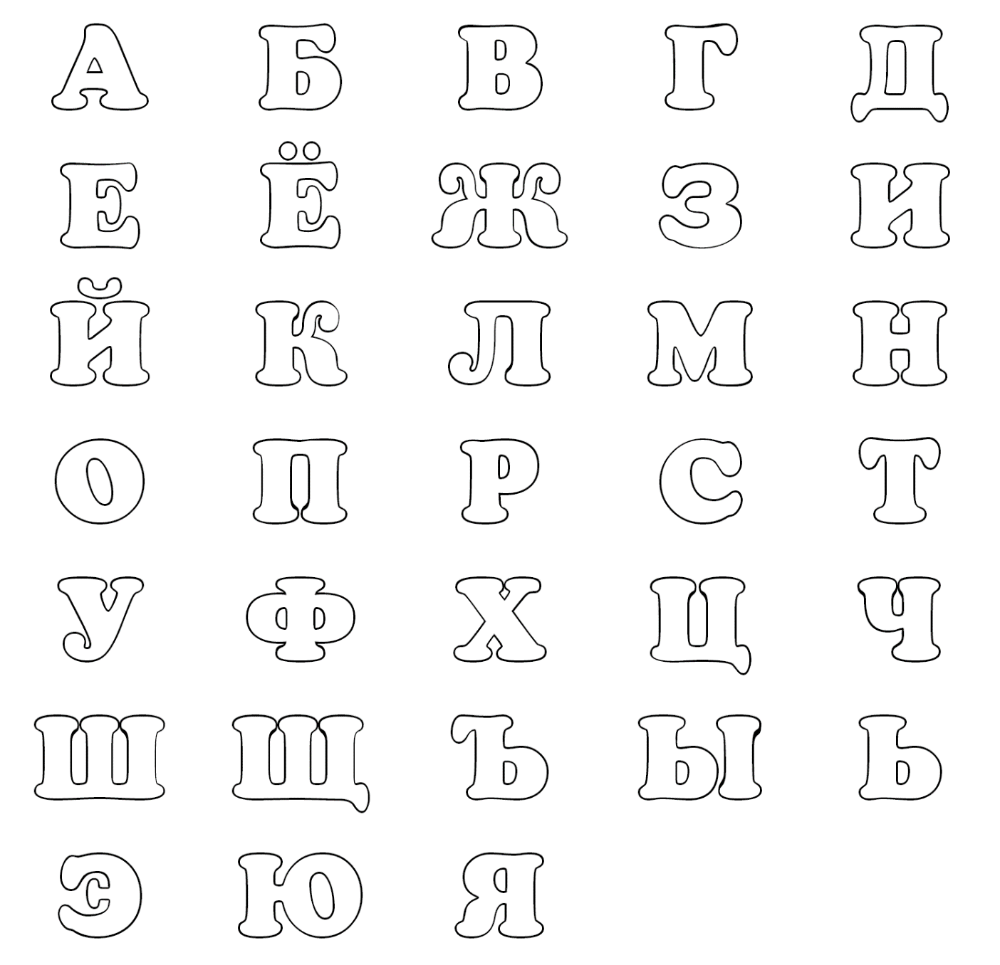 А Б В Г Д
Е Ё Ж З И
Й К Л М Н
О П Р С Т
У Ф Х Ц Ч
Ш Щ Ъ Ы Ь
Э Ю Я